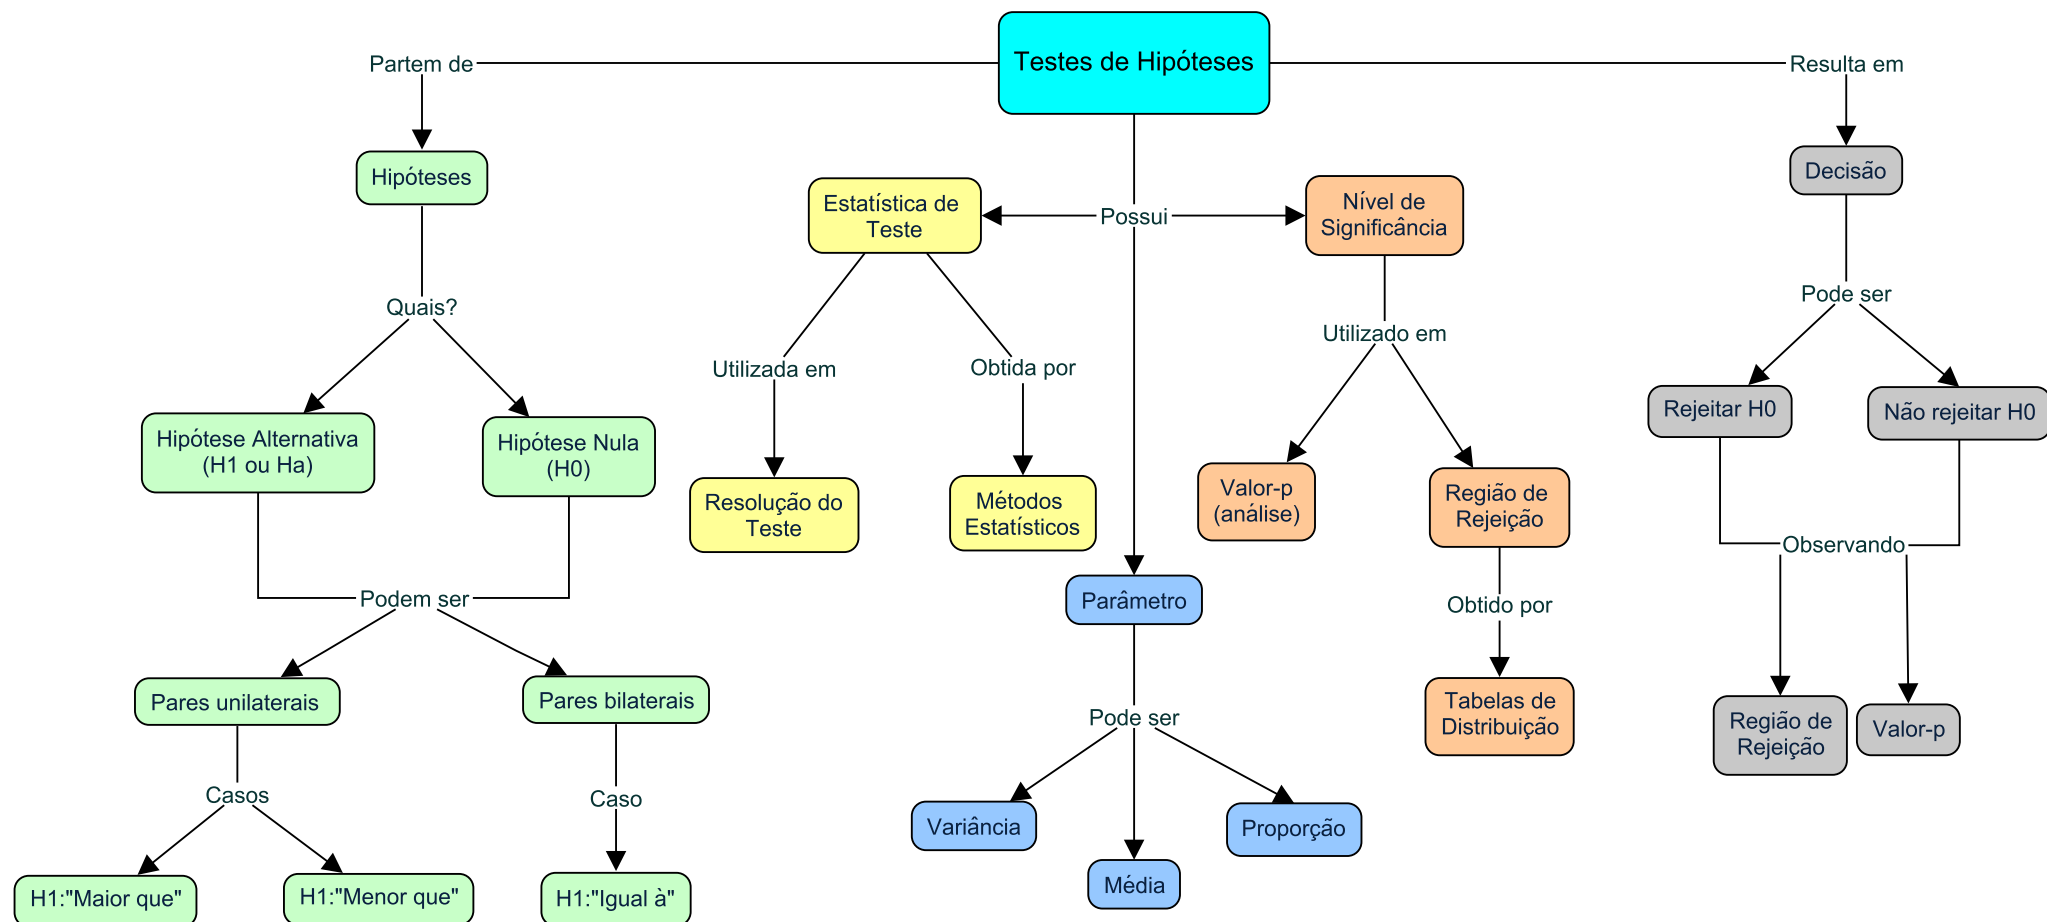 Testes de Hipóteses
Partem de
Resulta em
Hipóteses
Quais?
Hipótese Alternativa
(H1 ou Ha)
Hipótese Nula
(H0)
Podem ser
Pares unilaterais
Pares bilaterais
Casos
Caso
H1:"Maior que"
H1:"Menor que"
H1:"Igual à"
Possui
Estatística de
Teste
Utilizada em
Obtida por
Resolução do
Teste
Métodos
Estatísticos
Parâmetro
Pode ser
Variância
Média
Proporção
Nível de
Significância
Utilizado em
Valor-p
(análise)
Região de
Rejeição
Obtido por
Tabelas de
Distribuição
Decisão
Pode ser
Rejeitar H0
Não rejeitar H0
Observando
Região de
Rejeição
Valor-p